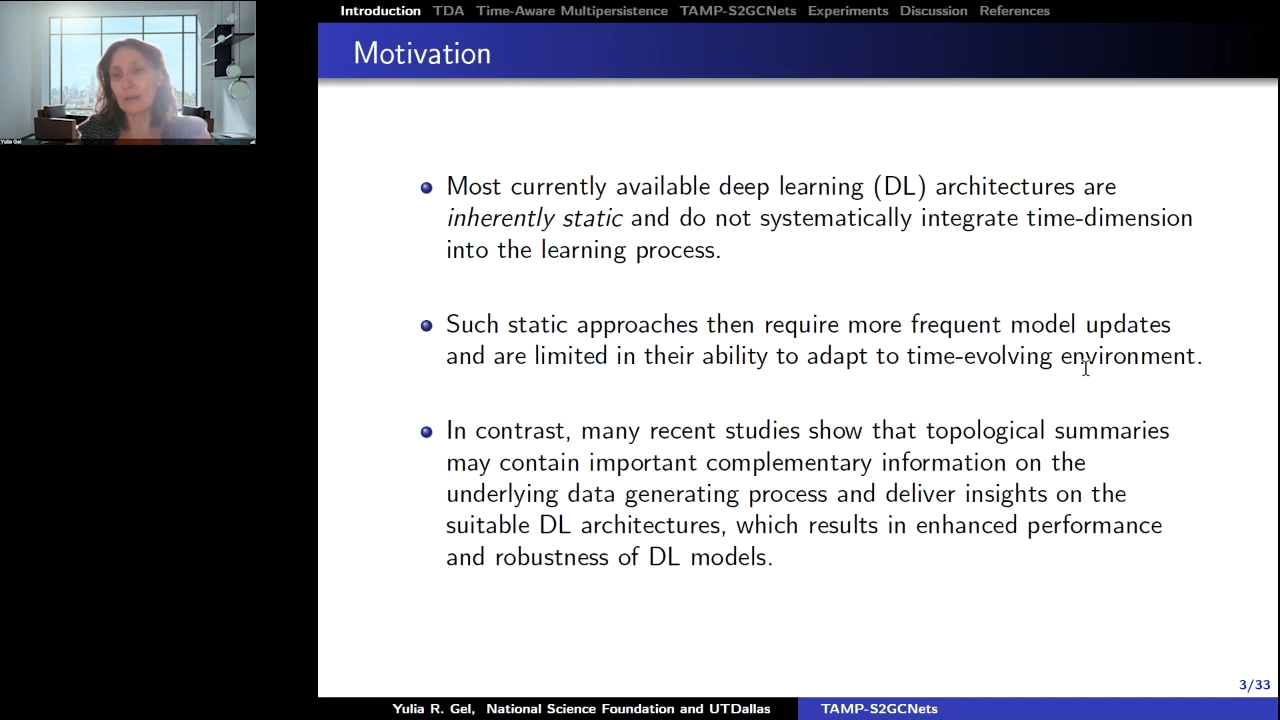 Introduction TDA Time-Aware Multipersistence TAMP-S2GCNets Experiments Discussion References
Motivation
Yulia Gel
Most currently available deep learning (DL) architectures are
inherently static and do not systematically integrate time-dimension
into the learning process.
Such static approaches then require more frequent model updates
and are limited in their ability to adapt to time-evolving environment.
In contrast, many recent studies show that topological summaries
may contain important complementary information on the
underlying data generating process and deliver insights on the
suitable DL architectures, which results in enhanced performance
and robustness of DL models.
3/33
Yulia R. Gel, National Science Foundation and UTDallas
TAMP-S2GCNets